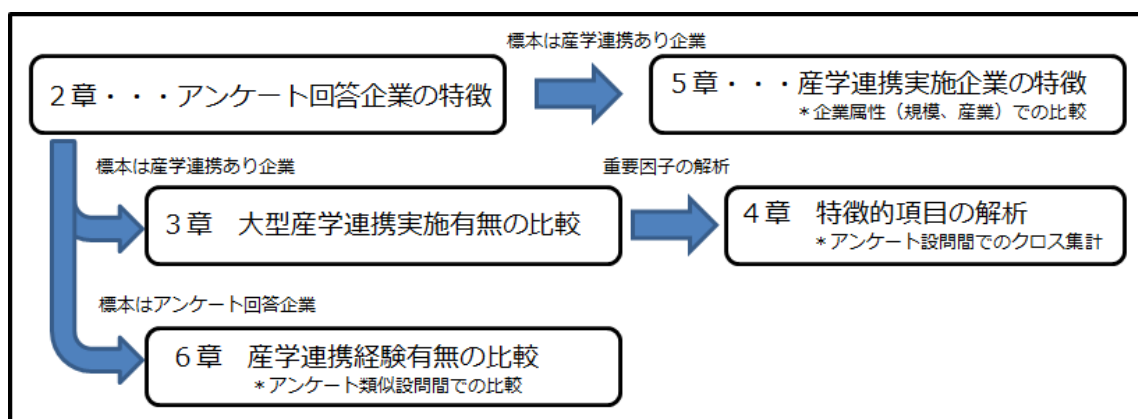 標本は産学連携あり企業
２章・・・アンケート回答企業の特徴
５章・・・産学連携実施企業の特徴
＊企業属性（規模、産業）での比較
標本は産学連携あり企業
重要因子の解析
３章　大型産学連携実施有無の比較
４章　特徴的項目の解析
＊アンケート設問間でのクロス集計
標本はアンケート回答企業
６章　産学連携経験有無の比較
＊アンケート類似設問間での比較